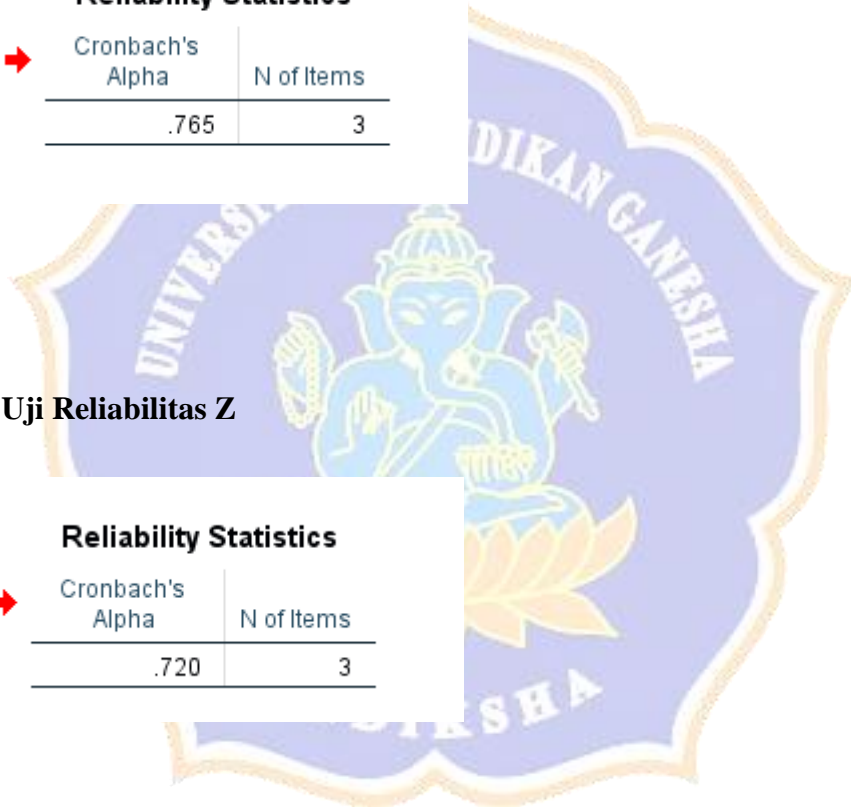 Reliability Statistics
Cronbach's
Alpha N of Items
.765 3
GANESHA
Uji Reliabilitas Z
Reliability Statistics
Cronbach's
Alpha N of Items
.720 3